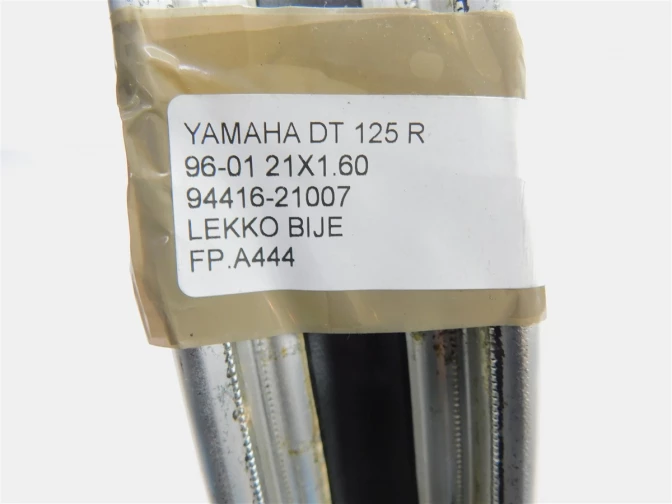 YAMAHA DT 125 R
96-01 21X1.60
94416-21007
LEKKO BIJE
FP.A444